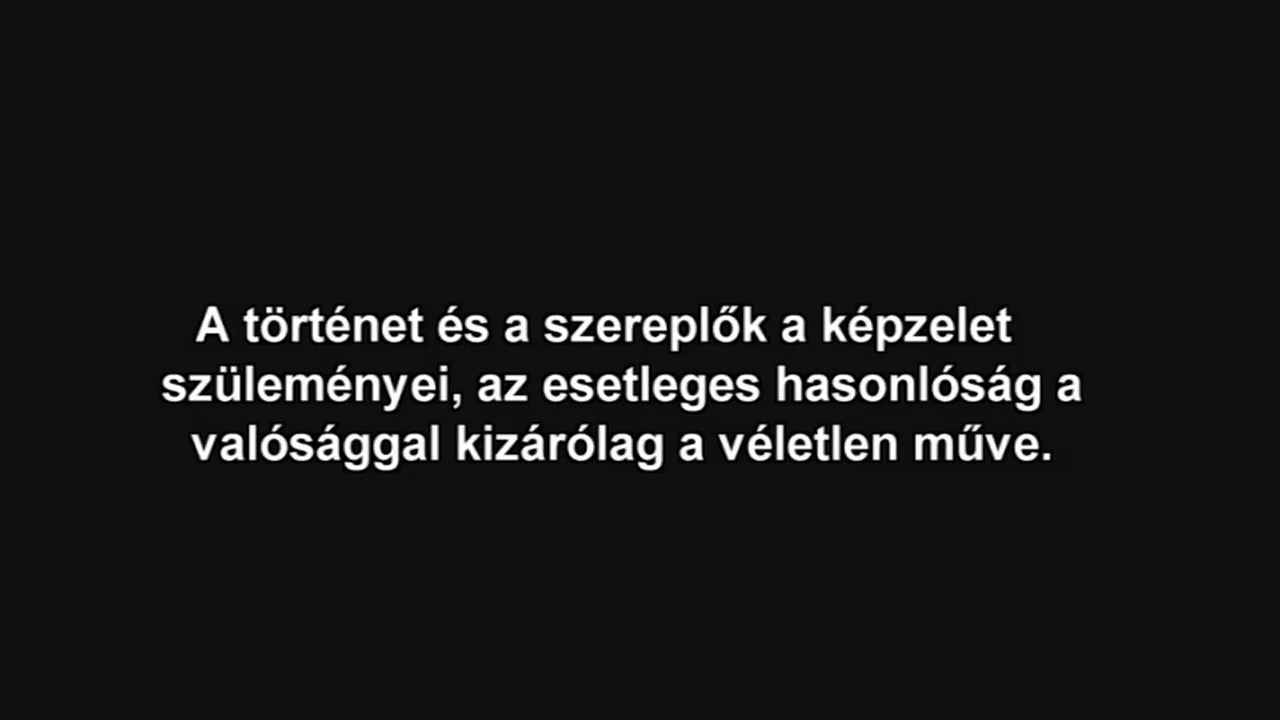 A történet és a szereplők a képzelet
szüleményei, az esetleges hasonlóság a
valósággal kizárólag a véletlen műve.